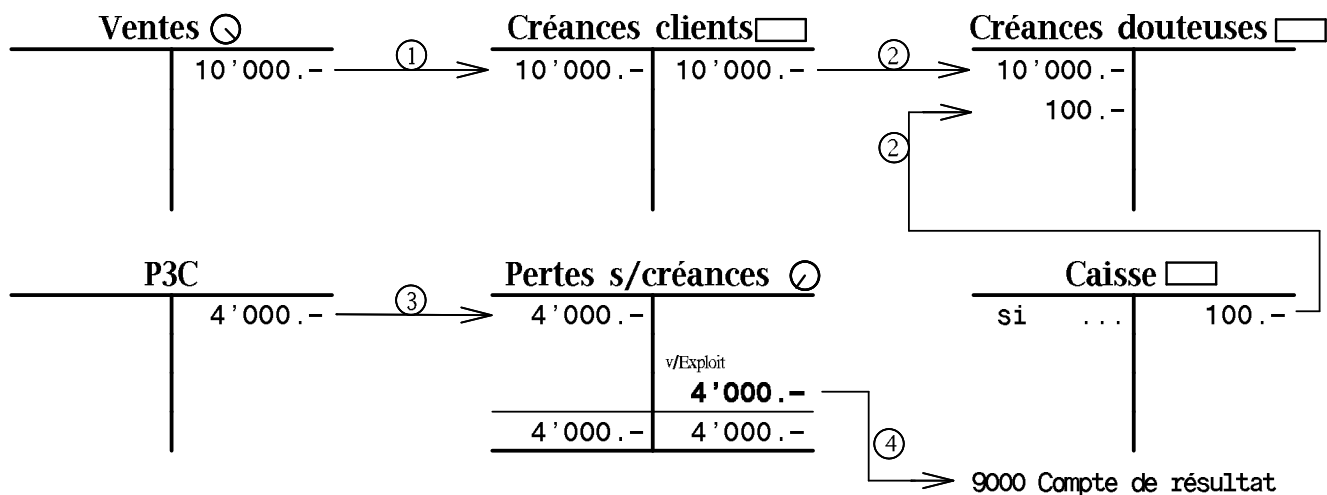 Ventes Créances clients Créances douteuses
10'000.- 1 10'000.- 10'000.- 2 10'000.-
100.-
2
P3C Pertes s/créances Caisse
4'000.- 3 4'000.- si ... 100.-
v/Exploit
4'000.-
4'000.- 4'000.- 4
9000 Compte de résultat